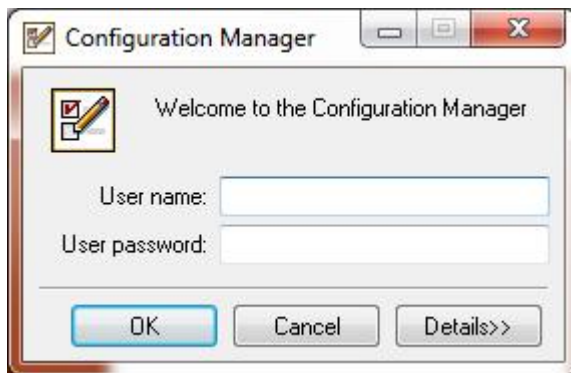 Configuration Manager
Welcome to the Configuration Manager
User name:
User password:
OK Cancel Details>>